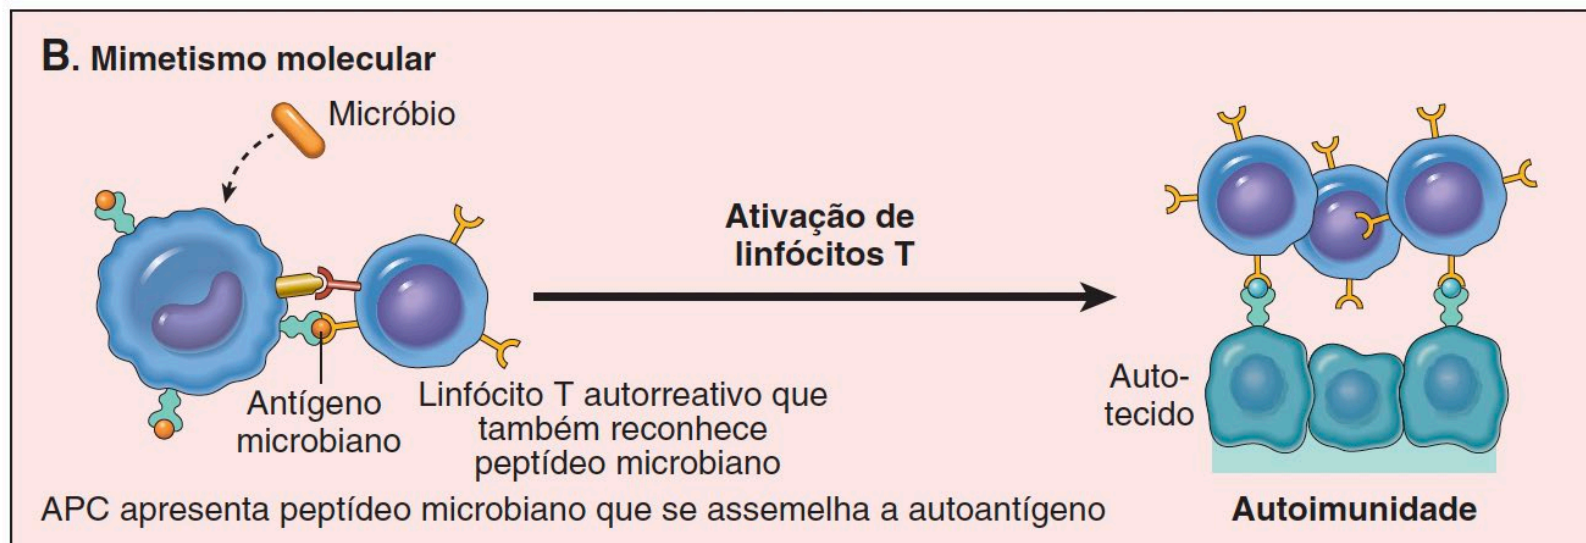 B. Mimetismo molecular
Micróbio
Ativação de
linfócitos T
Antígeno
microbiano
Linfócito T autorreativo que
também reconhece
peptídeo microbiano
Auto-
tecido
APC apresenta peptídeo microbiano que se assemelha a autoantígeno
Autoimunidade